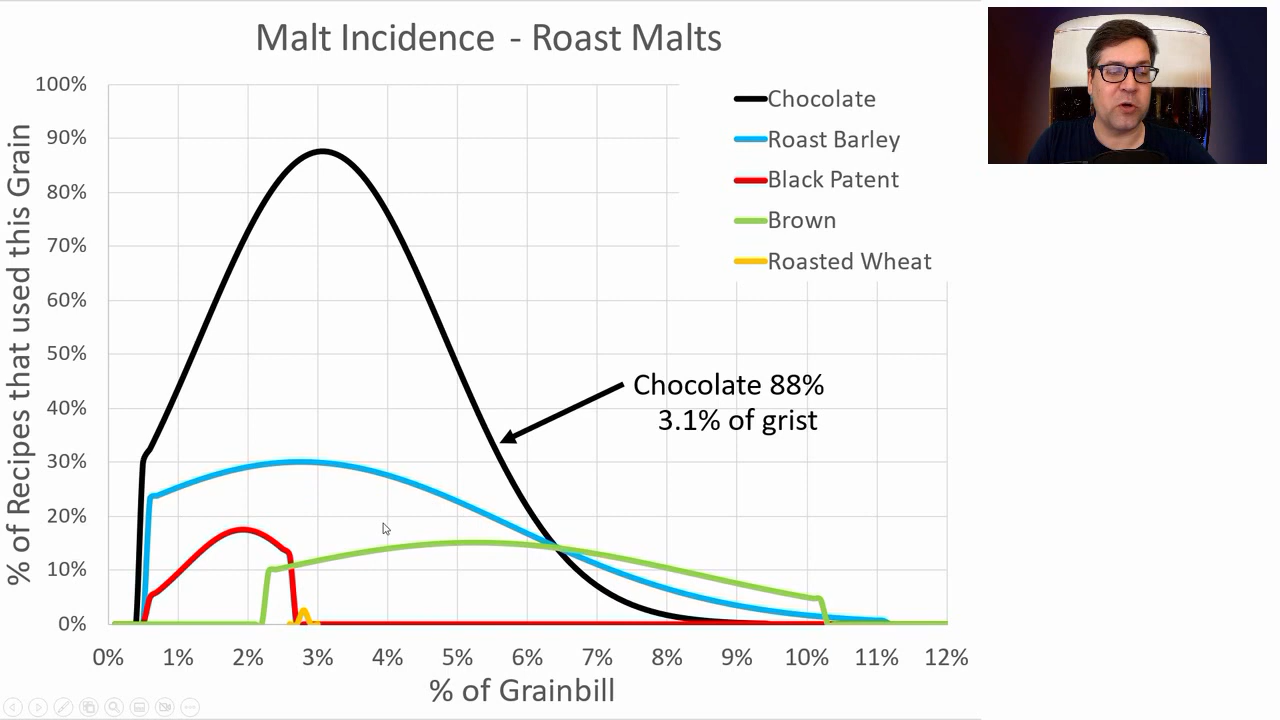 Malt Incidence - Roast Malts
% of Recipes that used this Grain
100%
90%
80%
70%
60%
50%
40%
30%
20%
10%
0%
Chocolate
Roast Barley
Black Patent
Brown
Roasted Wheat
Chocolate 88%
3.1% of grist
0% 1% 2% 3% 4% 5% 6% 7% 8% 9% 10% 11% 12%
% of Grainbill